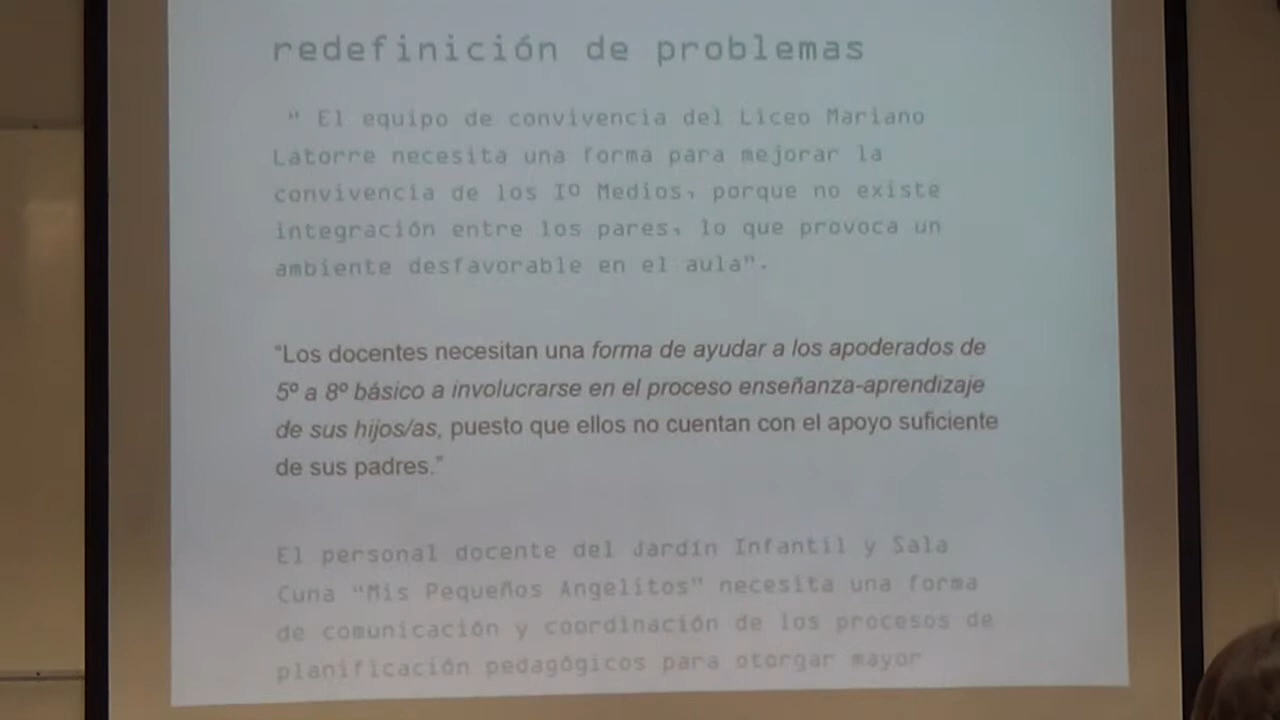 redefinición de problemas
" El equipo de convivencia del Liceo Mariano
Latorre necesita una forma para mejorar la
convivencia de los Iº Medios, porque no existe
integración entre los pares, lo que provoca un
ambiente desfavorable en el aula".
"Los docentes necesitan una forma de ayudar a los apoderados de
5º a 8º básico a involucrarse en el proceso enseñanza-aprendizaje
de sus hijos/as, puesto que ellos no cuentan con el apoyo suficiente
de sus padres."
El personal docente del Jardín Infantil y Sala
Cuna "Mis Pequeños Angelitos" necesita una forma
de comunicación y coordinación de los procesos de
planificación pedagógicos para otorgar mayor